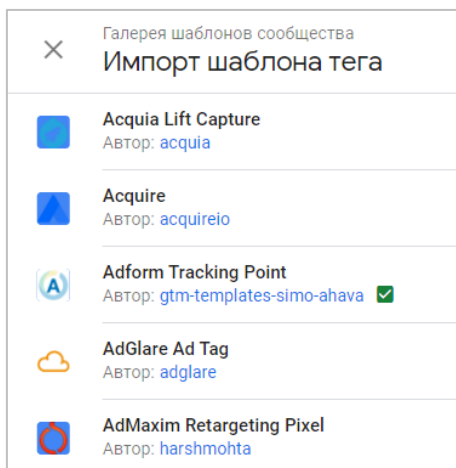 Галерея шаблонов сообщества
Импорт шаблона тега
Acquia Lift Capture
Автор: acquia
Acquire
Автор: acquireio
Adform Tracking Point
Автор: gtm-templates-simo-ahava
AdGlare Ad Tag
Автор: adglare
AdMaxim Retargeting Pixel
Автор: harshmohta